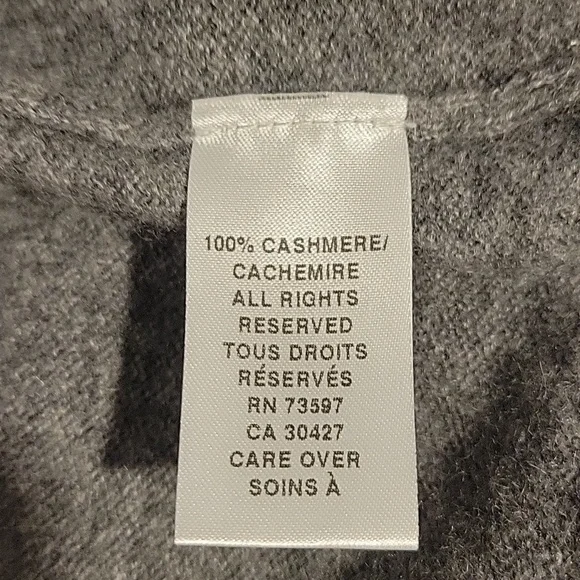 100% CASHMERE/
CACHEMIRE
ALL RIGHTS
RESERVED
TOUS DROITS
RÉSERVÉS
RN 73597
CA 30427
CARE OVER
SOINS À